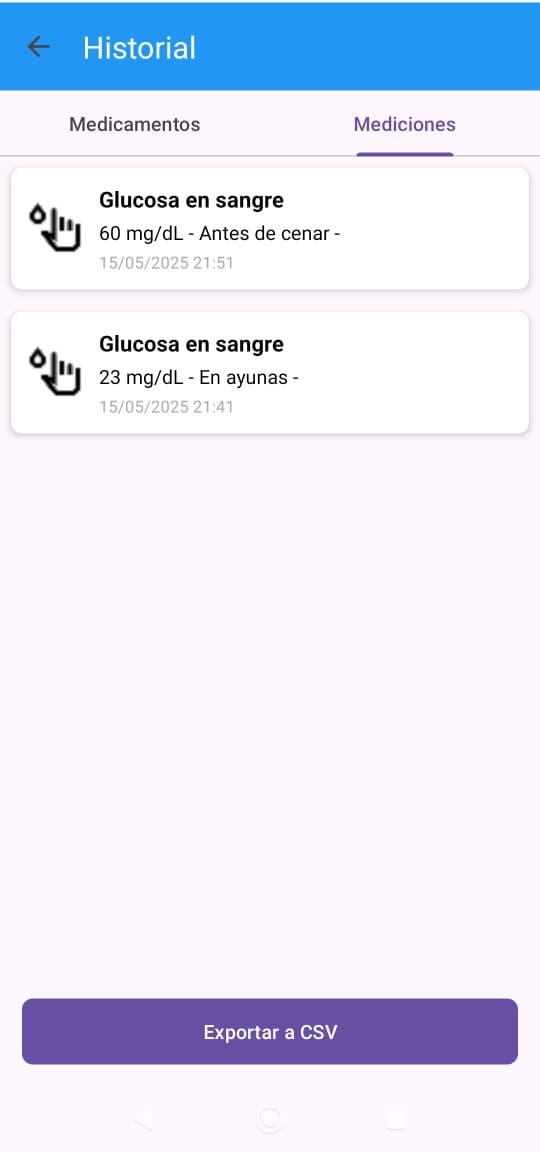 Historial
Medicamentos
Mediciones
Glucosa en sangre
60 mg/dL - Antes de cenar -
15/05/2025 21:51
Glucosa en sangre
23 mg/dL - En ayunas -
15/05/2025 21:41
Exportar a CSV